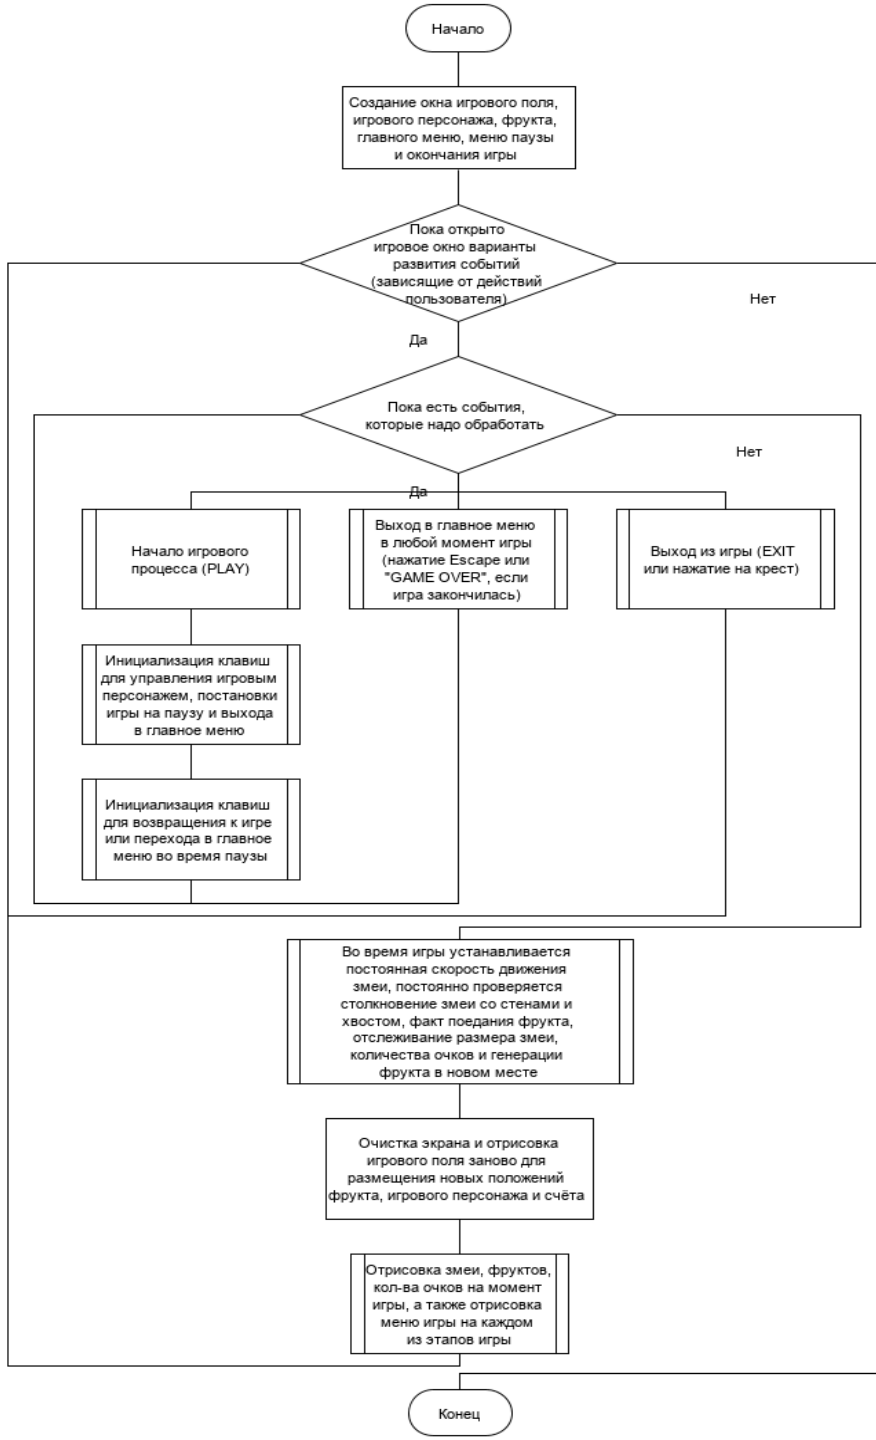 Начало
Создание окна игрового поля,
игрового персонажа, фрукта,
главного меню, меню паузы
и окончания игры
Пока открыто
игровое окно варианты
развития событий
(зависящие от действий
пользователя)
Нет
Да
Пока есть события,
которые надо обработать
Нет
Да
Начало игрового
процесса (PLAY)
Выход в главное меню
в любой момент игры
(нажатие Escape или
"GAME OVER", если
игра закончилась)
Выход из игры (EXIT
или нажатие на крест)
Инициализация клавиш
для управления игровым
персонажем, постановки
игры на паузу и выхода
в главное меню
Инициализация клавиш
для возвращения к игре
или перехода в главное
меню во время паузы
Во время игры устанавливается
постоянная скорость движения
змеи, постоянно проверяется
столкновение змеи со стенами и
хвостом, факт поедания фрукта,
отслеживание размера змеи,
количества очков и генерации
фрукта в новом месте
Очистка экрана и отрисовка
игрового поля заново для
размещения новых положений
фрукта, игрового персонажа и счёта
Отрисовка змеи, фруктов,
кол-ва очков на момент
игры, а также отрисовка
меню игры на каждом
из этапов игры
Конец